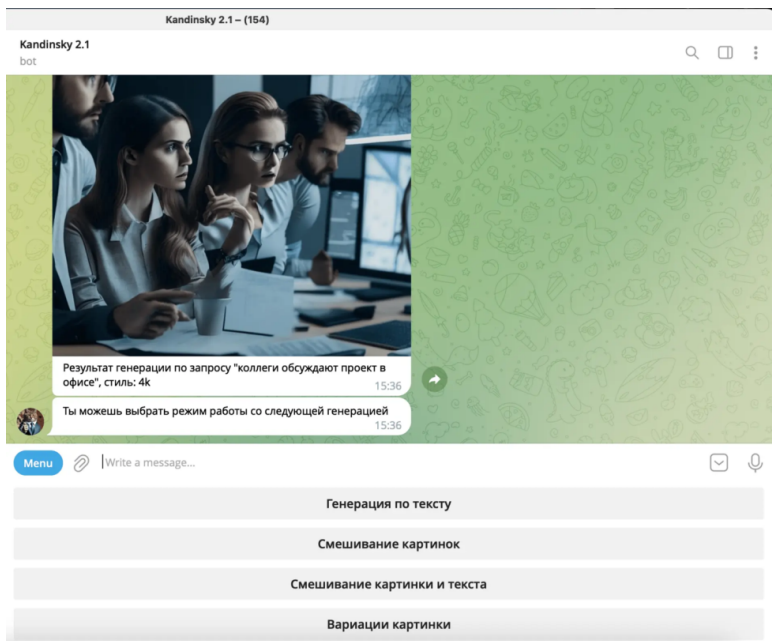 Kandinsky 2.1 – (154)
Kandinsky 2.1
bot
Результат генерации по запросу "коллеги обсуждают проект в
офисе", стиль: 4k
15:36
Ты можешь выбрать режим работы со следующей генерацией
15:36
Menu
Write a message...
Генерация по тексту
Смешивание картинок
Смешивание картинки и текста
Вариации картинки